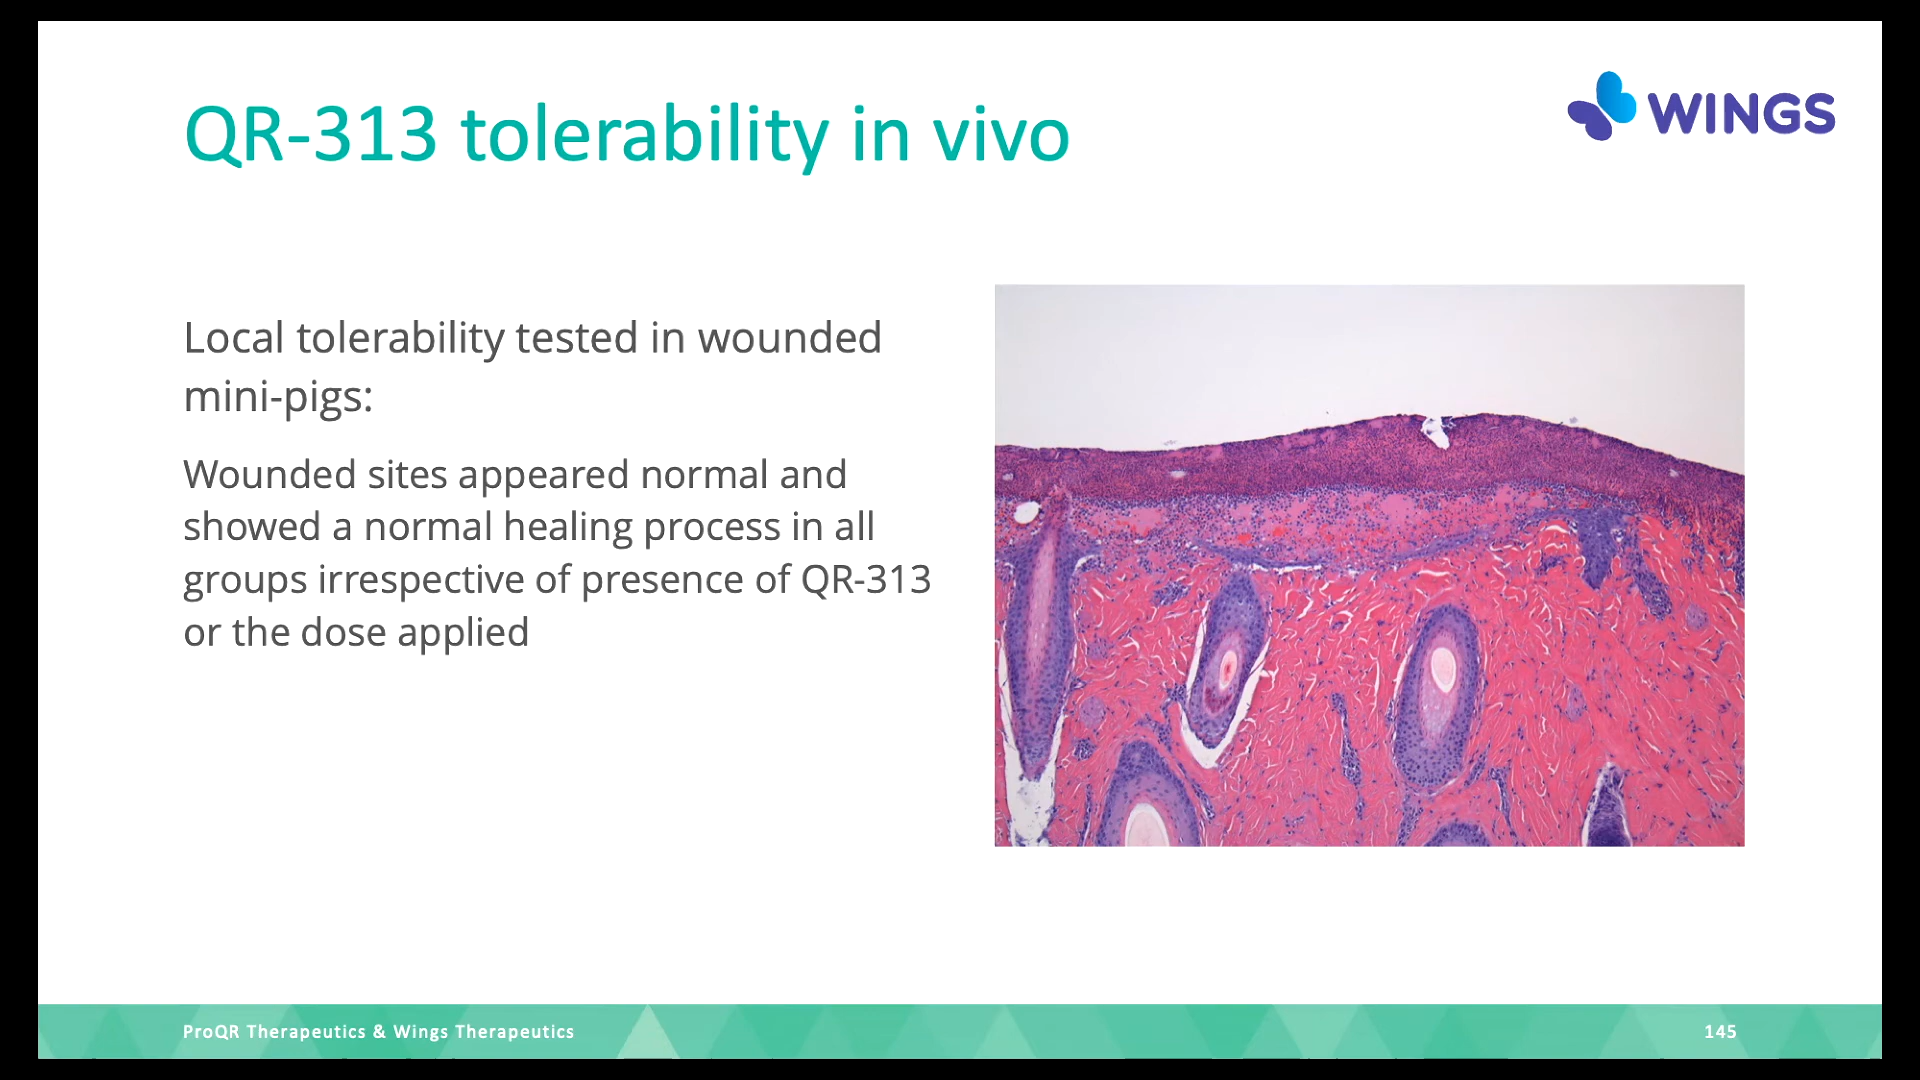 QR-313 tolerability in vivo
WINGS
Local tolerability tested in wounded
mini-pigs:
Wounded sites appeared normal and
showed a normal healing process in all
groups irrespective of presence of QR-313
or the dose applied
ProQR Therapeutics & Wings Therapeutics
145